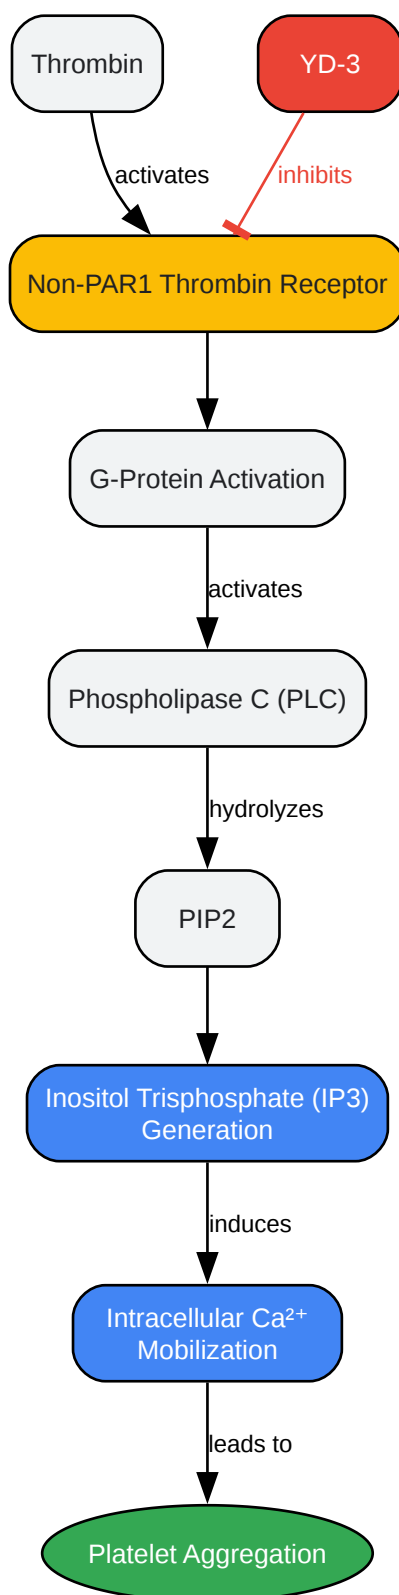 Thrombin
YD-3
activates
inhibits
Non-PAR1 Thrombin Receptor
G-Protein Activation
activates
Phospholipase C (PLC)
hydrolyzes
PIP2
Inositol Trisphosphate (IP3)
Generation
induces
Intracellular Ca²⁺
Mobilization
leads to
Platelet Aggregation